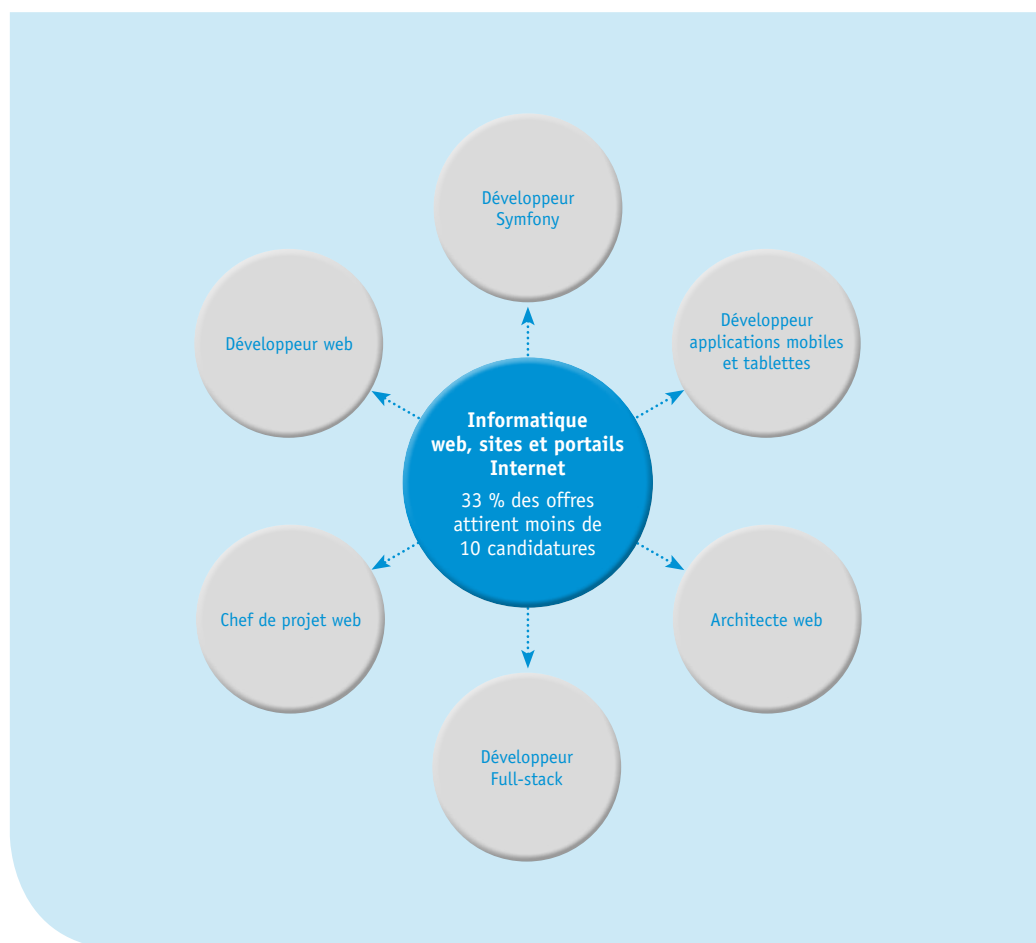 Développeur
Symfony
Développeur web
Développeur
applications mobiles
et tablettes
Informatique
web, sites et portails
Internet
33 % des offres
attirent moins de
10 candidatures
Chef de projet web
Architecte web
Développeur
Full-stack